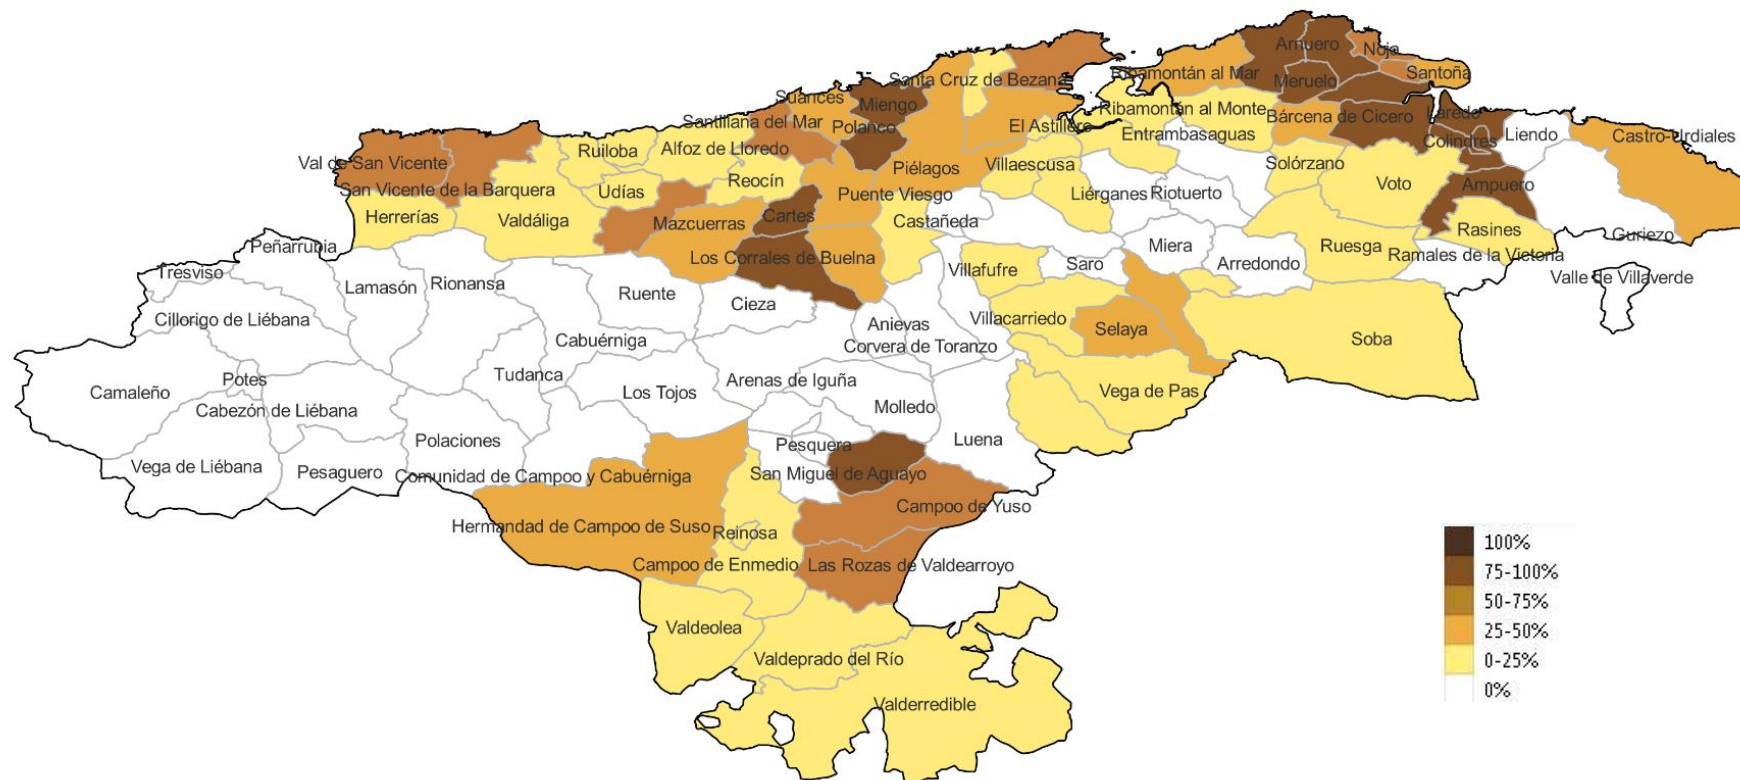 Arnuero
Noja
Santa Cruz de Bezana
Ribamontán al Mar
Meruelo
Santoña
Suances
Miengo
Ribamontán al Monte
Bárcena de Cicero
Laredo
Santillana del Mar
Polanco
El Astillero
Entrambasaguas
Colindres
Liendo
Castro-Urdiales
Val de San Vicente
Ruiloba
Alfoz de Lloredo
Piélagos
Villaescusa
Solórzano
San Vicente de la Barquera
Udías
Reocín
Puente Viesgo
Liérganes
Riotuerto
Voto
Ampuero
Herrerías
Valdáliga
Mazcuerras
Cartes
Castañeda
Rasines
Peñarrubia
Los Corrales de Buelna
Miera
Ruesga
Guriezo
Ramales de la Victoria
Tresviso
Lamasón
Rionansa
Ruente
Cieza
Villafufre
Saro
Arredondo
Valle de Villaverde
Cillorigo de Liébana
Cabuérniga
Anievas
Villacarriedo
Selaya
Soba
Corvera de Toranzo
Camaleño
Potes
Tudanca
Los Tojos
Arenas de Iguña
Vega de Pas
Cabezón de Liébana
Molledo
Polaciones
Pesquera
Luena
Vega de Liébana
Pesaguero
Comunidad de Campoo y Cabuérniga
San Miguel de Aguayo
Campoo de Yuso
Hermandad de Campoo de Suso
Reinosa
Campoo de Enmedio
Las Rozas de Valdearroyo
Valdeolea
Valdeprado del Río
Valderredible
100%
75-100%
50-75%
25-50%
0-25%
0%